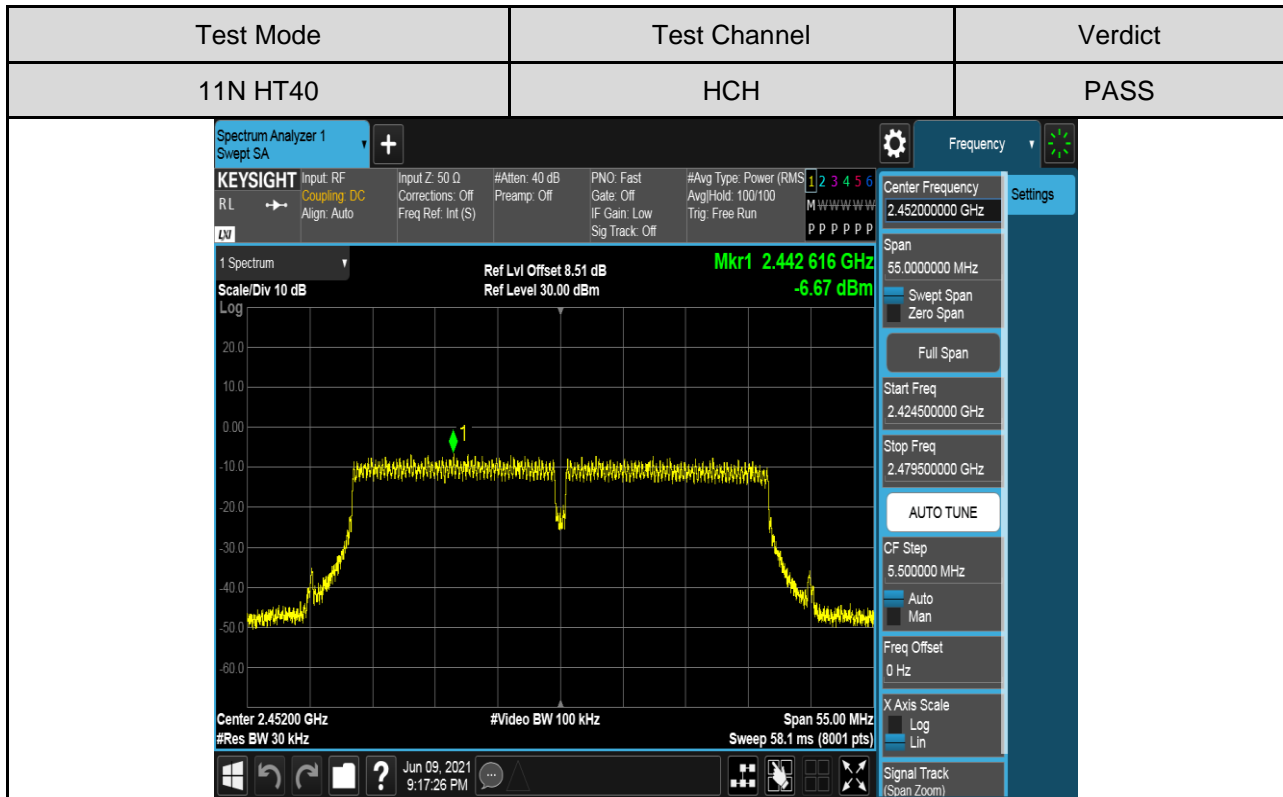 Test Mode Test Channel Verdict
11N HT40 HCH PASS
Spectrum Analyzer 1
Swept SA
Frequency
KEYSIGHT
RL
LXI
Input: RF
Coupling: DC
Align: Auto
Input Z: 50 Ω
Corrections: Off
Freq Ref: Int (S)
#Atten: 40 dB
Preamp: Off
PNO: Fast
Gate: Off
IF Gain: Low
Sig Track: Off
#Avg Type: Power (RMS
Avg|Hold: 100/100
Trig: Free Run
1 2 3 4 5 6
M W W W W W
P P P P P P
1 Spectrum
Scale/Div 10 dB
Ref Lvl Offset 8.51 dB
Ref Level 30.00 dBm
Mkr1 2.442 616 GHz
-6.67 dBm
Log
20.0
10.0
0.00
-10.0
-20.0
-30.0
-40.0
-50.0
-60.0
1
Center 2.45200 GHz
#Video BW 100 kHz
Span 55.00 MHz
#Res BW 30 kHz
Sweep 58.1 ms (8001 pts)
Jun 09, 2021
9:17:26 PM
?
Center Frequency
2.452000000 GHz
Settings
Span
55.0000000 MHz
Swept Span
Zero Span
Full Span
Start Freq
2.424500000 GHz
Stop Freq
2.479500000 GHz
AUTO TUNE
CF Step
5.500000 MHz
Auto
Man
Freq Offset
0 Hz
X Axis Scale
Log
Lin
Signal Track
(Span Zoom)